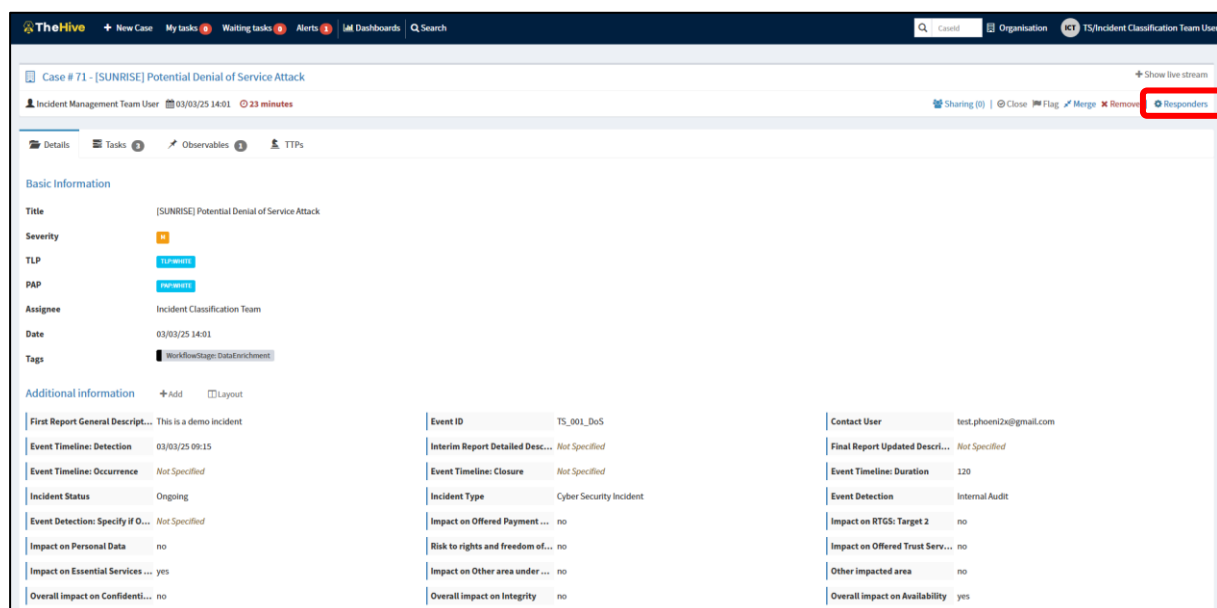 TheHive + New Case My tasks 0 Waiting tasks 0 Alerts 1 Dashboards Search CaseId Organisation ICT TS/Incident Classification Team User
Case # 71 - [SUNRISE] Potential Denial of Service Attack + Show live stream
Incident Management Team User 03/03/25 14:01 23 minutes Sharing (0) | Close Flag Merge Remove | Responders
Details Tasks 3 Observables 1 TTPs
Basic Information
Title [SUNRISE] Potential Denial of Service Attack
Severity M
TLP TLP:WHITE
PAP PAP:WHITE
Assignee Incident Classification Team
Date 03/03/25 14:01
Tags WorkflowStage: DataEnrichment
Additional information + Add Layout
First Report General Descript... This is a demo incident Event ID TS_001_DoS Contact User test.phoeni2x@gmail.com
Event Timeline: Detection 03/03/25 09:15 Interim Report Detailed Desc... Not Specified Final Report Updated Descri... Not Specified
Event Timeline: Occurrence Not Specified Event Timeline: Closure Not Specified Event Timeline: Duration 120
Incident Status Ongoing Incident Type Cyber Security Incident Event Detection Internal Audit
Event Detection: Specify if O... Not Specified Impact on Offered Payment ... no Impact on RTGS: Target 2 no
Impact on Personal Data no Risk to rights and freedom of... no Impact on Offered Trust Serv... no
Impact on Essential Services ... yes Impact on Other area under ... no Other impacted area no
Overall impact on Confidenti... no Overall impact on Integrity no Overall impact on Availability yes